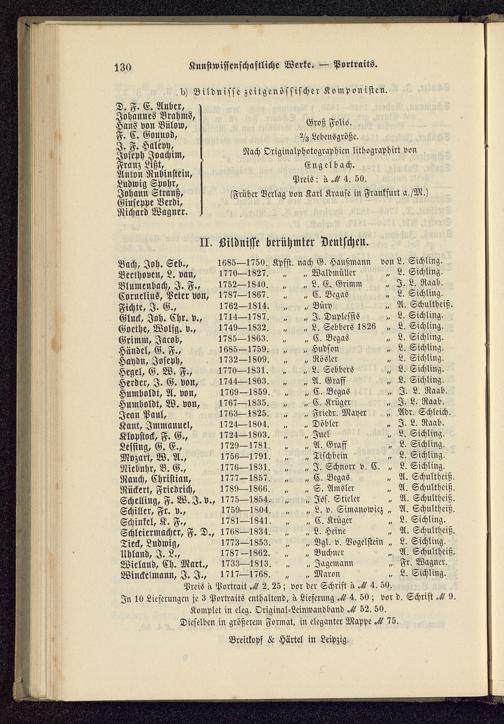 130 Kunstwissenschaftliche Werke. — Portraits.
b) Bildnisse zeitgenössischer Komponisten.
D. F. E. Auber,
Johannes Brahms,
Hans von Bülow,
F. C. Gounod,
J. F. Halévy,
Joseph Joachim,
Franz Liszt,
Anton Rubinstein,
Ludwig Spohr,
Johann Strauß,
Giuseppe Verdi,
Richard Wagner.
Groß Folio.
2/3 Lebensgröße.
Nach Originalphotographien lithographirt von
Engelbach.
Preis: à ℳ 4. 50.
(Früher Verlag von Karl Krause in Frankfurt a./M.)
II. Bildnisse berühmter Deutschen.
Bach, Joh. Seb., 1685—1750. Kpfst. nach G. Haußmann von L. Sichling.
Beethoven, L. van, 1770—1827. „ „ Waldmüller „ L. Sichling.
Blumenbach, J. F., 1752—1840. „ „ L. E. Grimm „ J. L. Raab.
Cornelius, Peter von, 1787—1867. „ „ C. Begas „ L. Sichling.
Fichte, J. G., 1762—1814. „ „ Bury „ A. Schultheiß.
Gluck, Joh. Chr. v., 1714—1787. „ „ J. Duplessis „ L. Sichling.
Goethe, Wolfg. v., 1749—1832. „ „ L. Sebbers 1826 „ L. Sichling.
Grimm, Jacob, 1785—1863. „ „ C. Begas „ L. Sichling.
Händel, G. F., 1685—1759. „ „ Hudson „ L. Sichling.
Haydn, Joseph, 1732—1809. „ „ Rösler „ L. Sichling.
Hegel, G. W. F., 1770—1831. „ „ L. Sebbers „ L. Sichling.
Herder, J. G. von, 1744—1803. „ „ A. Graff „ L. Sichling.
Humboldt, A. von, 1769—1859. „ „ C. Begas „ J. L. Raab.
Humboldt, W. von, 1767—1835. „ „ C. Krüger „ J. L. Raab.
Jean Paul, 1763—1825. „ „ Friedr. Mayer „ Adr. Schleich.
Kant, Immanuel, 1724—1804. „ „ Döbler „ J. L. Raab.
Klopstock, F. G., 1724—1803. „ „ Juel „ L. Sichling.
Lessing, G. E., 1729—1781. „ „ A. Graff „ L. Sichling.
Mozart, W. A., 1756—1791. „ „ Tischbein „ L. Sichling.
Niebuhr, B. G., 1776—1831. „ „ J. Schnorr v. C. „ L. Sichling.
Rauch, Christian, 1777—1857. „ „ C. Begas „ A. Schultheiß.
Rückert, Friedrich, 1789—1866. „ „ S. Amsler „ A. Schultheiß.
Schelling, F. W. J. v., 1775—1854. „ „ Jos. Stieler „ A. Schultheiß.
Schiller, Fr. v., 1759—1804. „ „ L. v. Simanowicz „ A. Schultheiß.
Schinkel, K. F., 1781—1841. „ „ C. Krüger „ L. Sichling.
Schleiermacher, F. D., 1768—1834. „ „ L. Heine „ A. Schultheiß.
Tieck, Ludwig, 1773—1853. „ „ Vgl. v. Vogelstein „ L. Sichling.
Uhland, J. L., 1787—1862. „ „ Buchner „ A. Schultheiß.
Wieland, Ch. Mart., 1733—1813. „ „ Jagemann „ Fr. Wagner.
Winckelmann, J. J., 1717—1768. „ „ Maron „ L. Sichling.
Preis à Portrait ℳ 2, 25; vor der Schrift à ℳ 4. 50.
In 10 Lieferungen je 3 Portraits enthaltend, à Lieferung ℳ 4, 50; vor d. Schrift ℳ 9.
Komplet in eleg. Original-Leinwandband ℳ 52. 50.
Dieselben in größerem Format, in eleganter Mappe ℳ 75.
Breitkopf & Härtel in Leipzig.